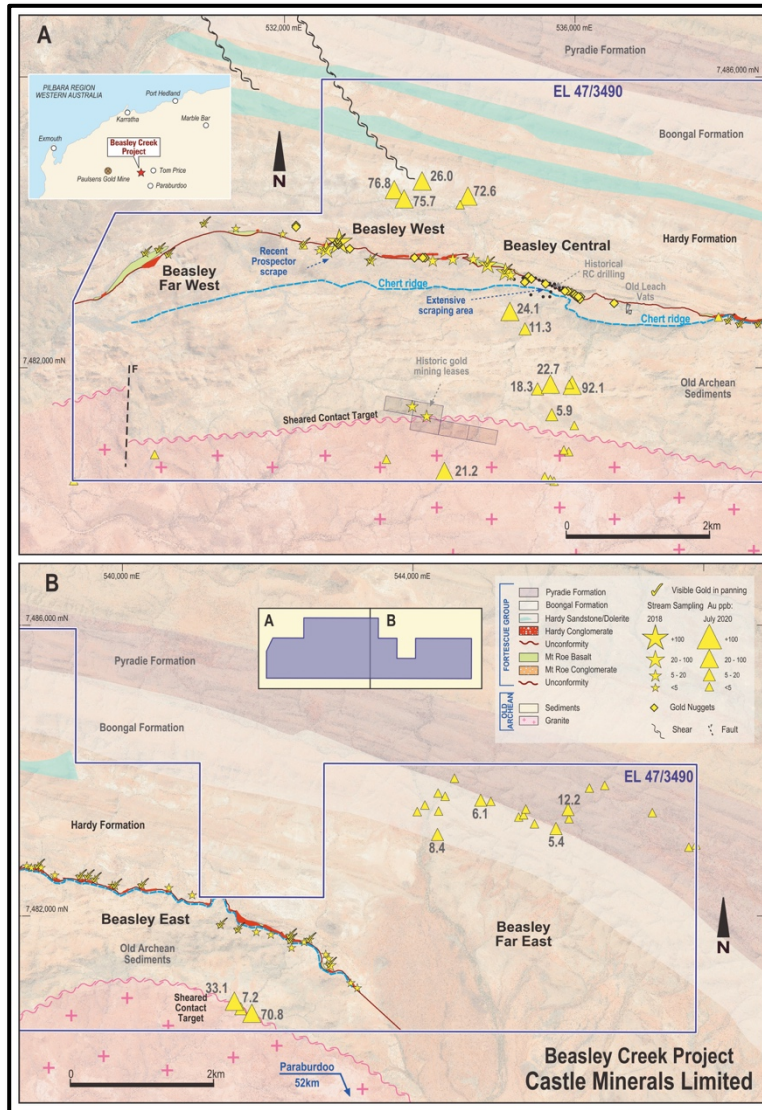 A
532,000 mE
536,000 mE
Pyradie Formation
7,486,000 mN
EL 47/3490
PILBARA REGION
WESTERN AUSTRALIA
Port Hedland
Karratha
Marble Bar
Exmouth
Beasley Creek
Project
Tom Price
Paulsens Gold Mine
Paraburdoo
N
Boongal Formation
76.8
26.0
75.7
72.6
Beasley West
Beasley Central
Hardy Formation
Beasley
Far West
Recent
Prospector
scrape
Historical
RC drilling
Old Leach
Vats
Extensive
scraping area
Chert ridge
Chert ridge
24.1
11.3
7,482,000 mN
F
Historic gold
mining leases
22.7
18.3
92.1
5.9
Old Archean
Sediments
Sheared Contact Target
21.2
0
2km
B
540,000 mE
544,000 mE
7,486,000 mN
A
B
FORTESCUE GROUP
Pyradie Formation
Boongal Formation
Hardy Sandstone/Dolerite
Hardy Conglomerate
Unconformity
Mt Roe Basalt
Mt Roe Conglomerate
Unconformity
OLD
ARCHEAN
Sediments
Granite
Visible Gold in panning
Stream Sampling Au ppb:
2018
July 2020
+100
+100
20 - 100
20 - 100
5 - 20
5 - 20
<5
<5
Gold Nuggets
Shear
Fault
Pyradie Formation
Boongal Formation
EL 47/3490
Hardy Formation
6.1
12.2
8.4
5.4
7,482,000 mN
Beasley East
Beasley
Far East
N
Old Archean
Sediments
Sheared
Contact
Target
33.1
7.2
70.8
0
2km
Paraburdoo
52km
Beasley Creek Project
Castle Minerals Limited